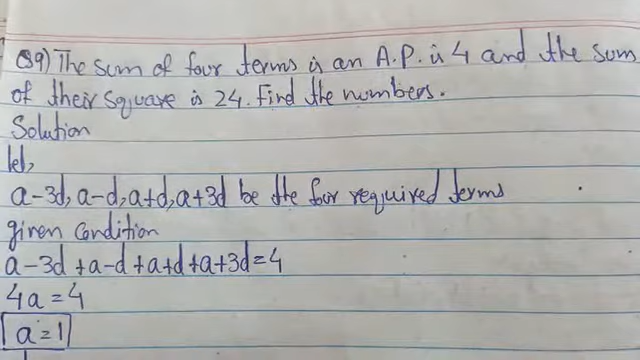 Q9) The sum of four terms is an A.P. is 4 and the sum
of their square is 24. Find the numbers.
Solution
let,
a-3d, a-d, a+d, a+3d be the four required terms
given condition
a-3d+a-d+a+d+a+3d=4
4a=4
a=1